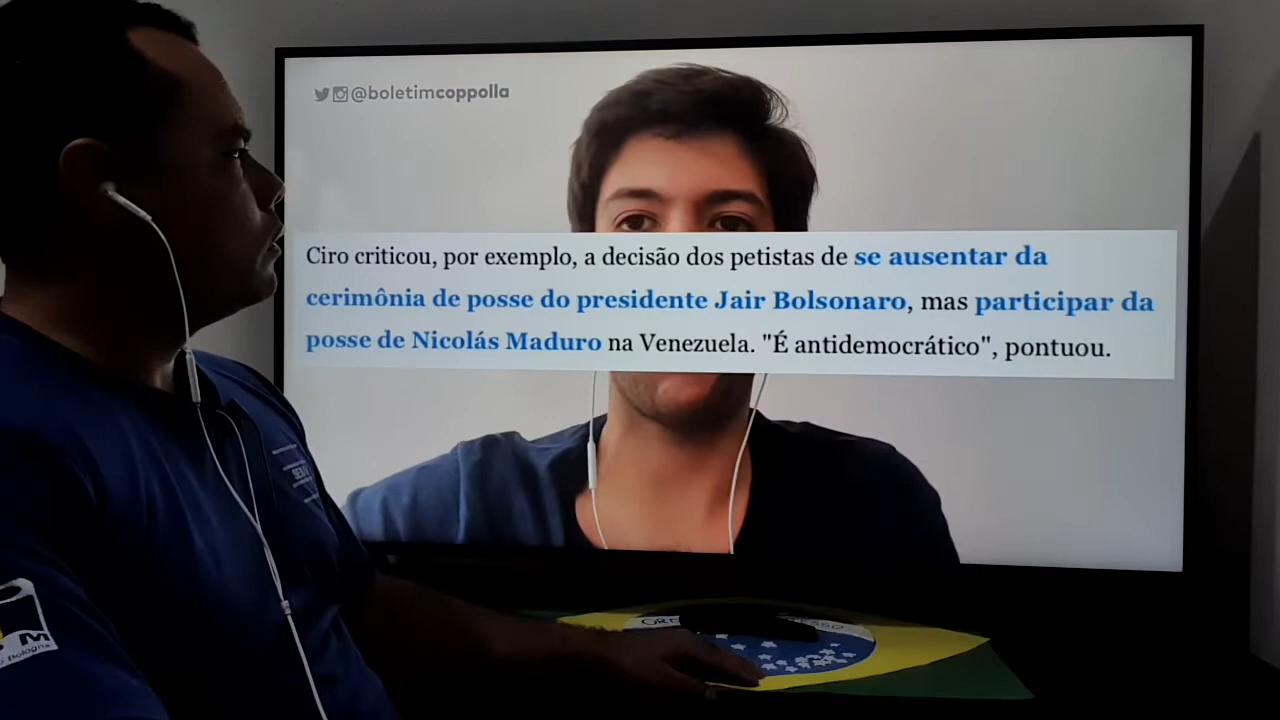 @boletimcoppolla
Ciro criticou, por exemplo, a decisão dos petistas de se ausentar da
cerimônia de posse do presidente Jair Bolsonaro, mas participar da
posse de Nicolás Maduro na Venezuela. "É antidemocrático", pontuou.